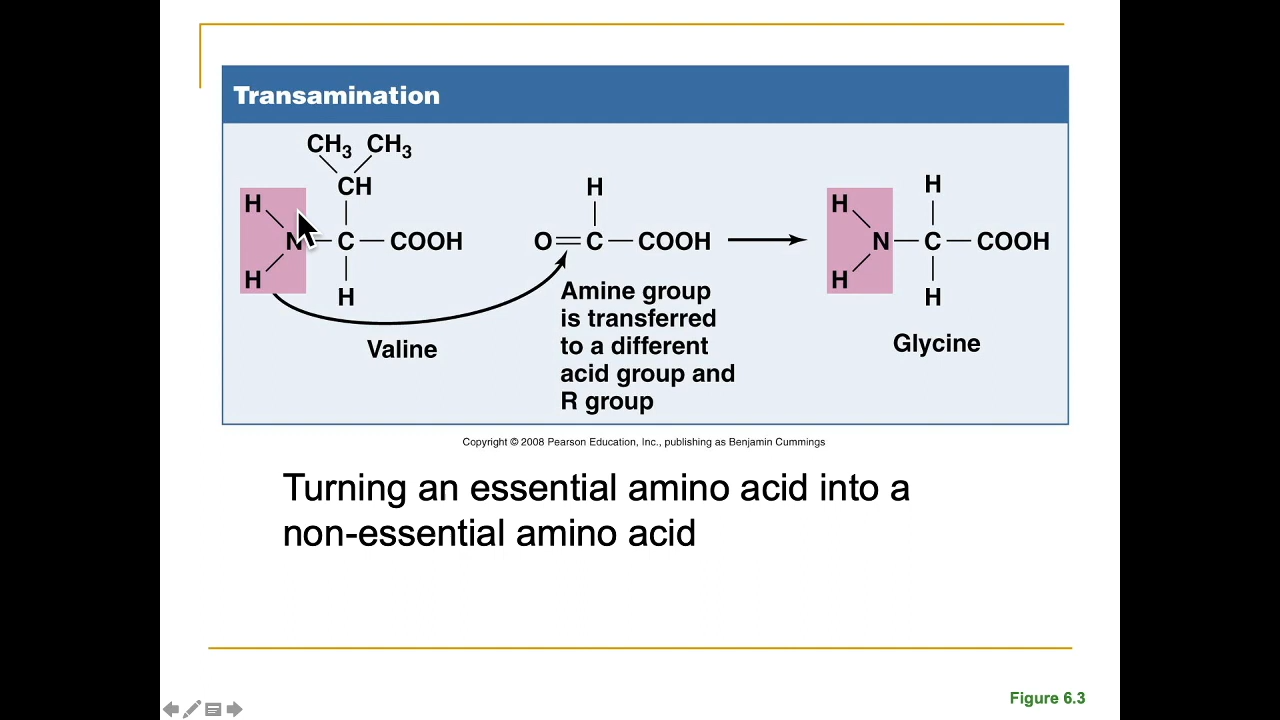 Transamination
CH3 CH3
CH
H
N — C — COOH
H
H
Valine
H
O=C—COOH
Amine group
is transferred
to a different
acid group and
R group
H
H
N — C — COOH
H
H
Glycine
Copyright © 2008 Pearson Education, Inc., publishing as Benjamin Cummings
Turning an essential amino acid into a
non-essential amino acid
Figure 6.3